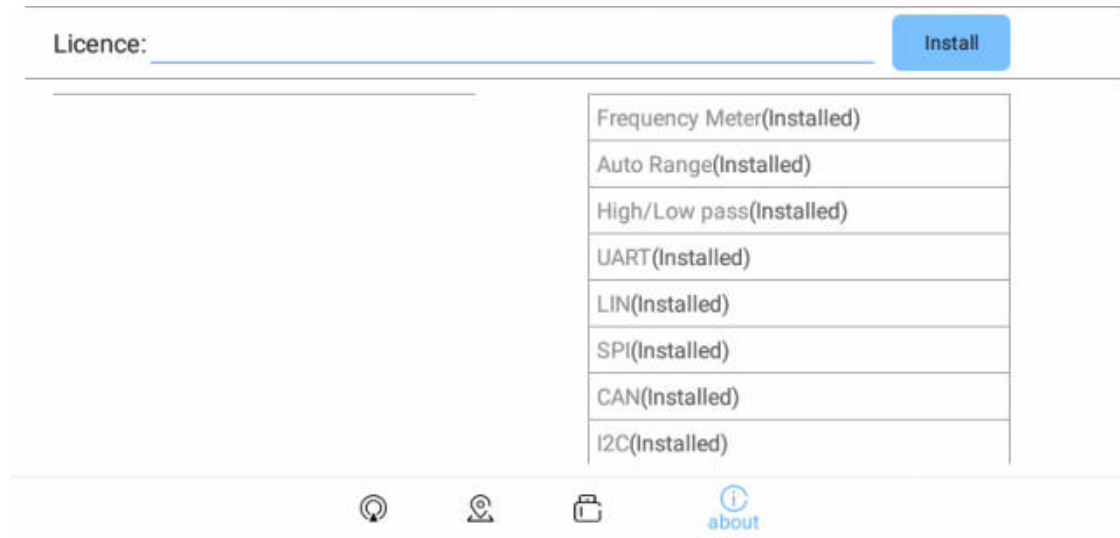 Licence:
Install
Frequency Meter(Installed)
Auto Range(Installed)
High/Low pass(Installed)
UART(Installed)
LIN(Installed)
SPI(Installed)
CAN(Installed)
I2C(Installed)
about